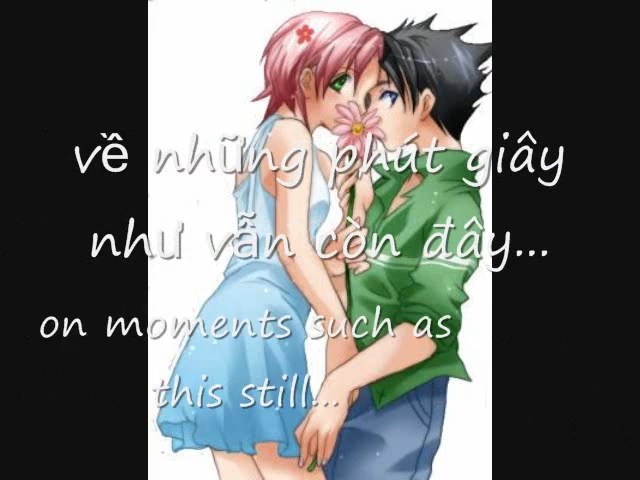 về những phút giây
như vẫn còn đây...
on moments such as
this still...